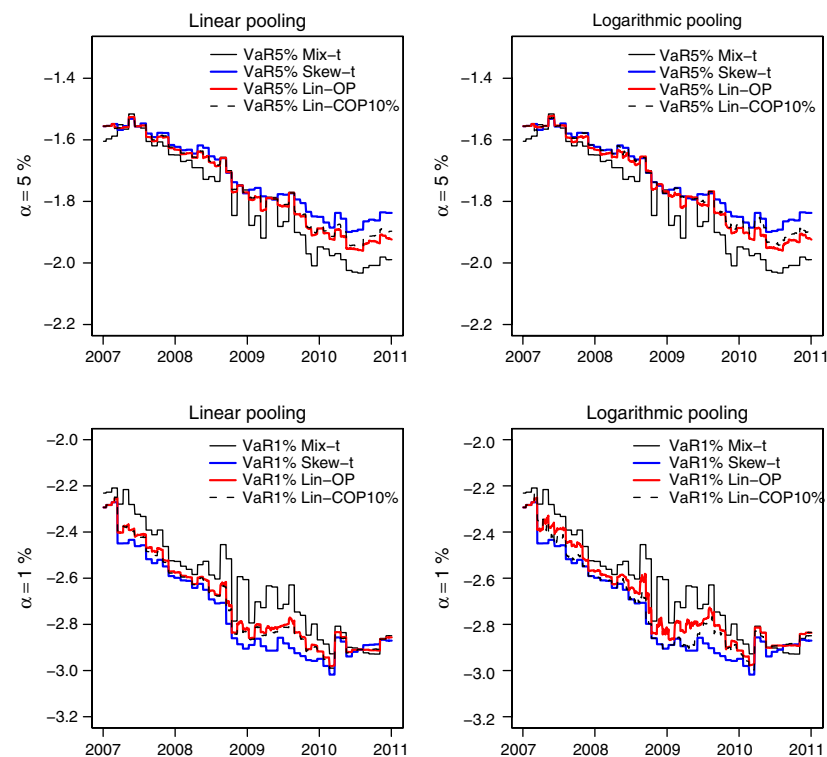 Linear pooling
α = 5 %
−1.4
−1.6
−1.8
−2.0
−2.2
VaR5% Mix−t
VaR5% Skew−t
VaR5% Lin−OP
VaR5% Lin−COP10%
2007 2008 2009 2010 2011
Logarithmic pooling
α = 5 %
−1.4
−1.6
−1.8
−2.0
−2.2
VaR5% Mix−t
VaR5% Skew−t
VaR5% Lin−OP
VaR5% Lin−COP10%
2007 2008 2009 2010 2011
Linear pooling
α = 1 %
−2.0
−2.2
−2.4
−2.6
−2.8
−3.0
−3.2
VaR1% Mix−t
VaR1% Skew−t
VaR1% Lin−OP
VaR1% Lin−COP10%
2007 2008 2009 2010 2011
Logarithmic pooling
α = 1 %
−2.0
−2.2
−2.4
−2.6
−2.8
−3.0
−3.2
VaR1% Mix−t
VaR1% Skew−t
VaR1% Lin−OP
VaR1% Lin−COP10%
2007 2008 2009 2010 2011